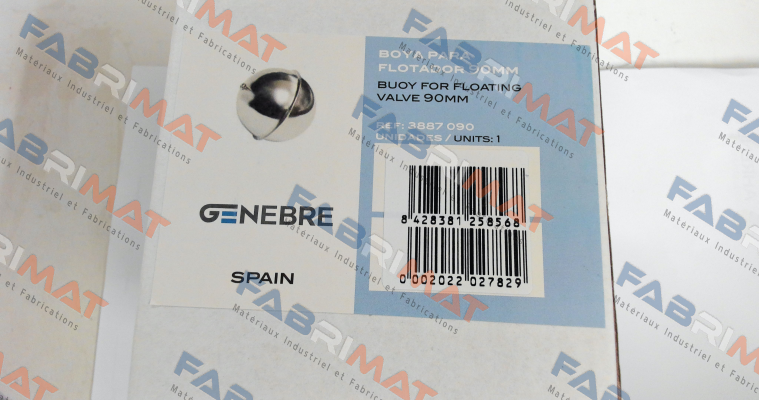 BOYA PARA
FLOTADOR 90MM
BUOY FOR FLOATING
VALVE 90MM
REF: 3887 090
UNIDADES / UNITS: 1
GENEBRE
SPAIN
8 428381 258568
0 002022 027829
FABRIMAT
Matériaux Industriel et Fabrications